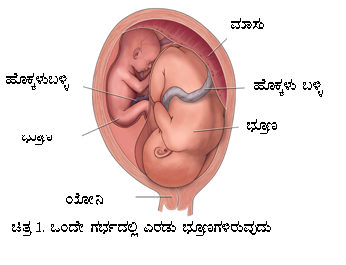 ಮಾಸು
ಹೊಕ್ಕಳುಬಳ್ಳಿ
ಹೊಕ್ಕಳು ಬಳ್ಳಿ
ಭ್ರೂಣ
ಯೋನಿ
ಚಿತ್ರ 1. ಒಂದೇ ಗರ್ಭದಲ್ಲಿ ಎರಡು ಭ್ರೂಣಗಳಿರುವುದು